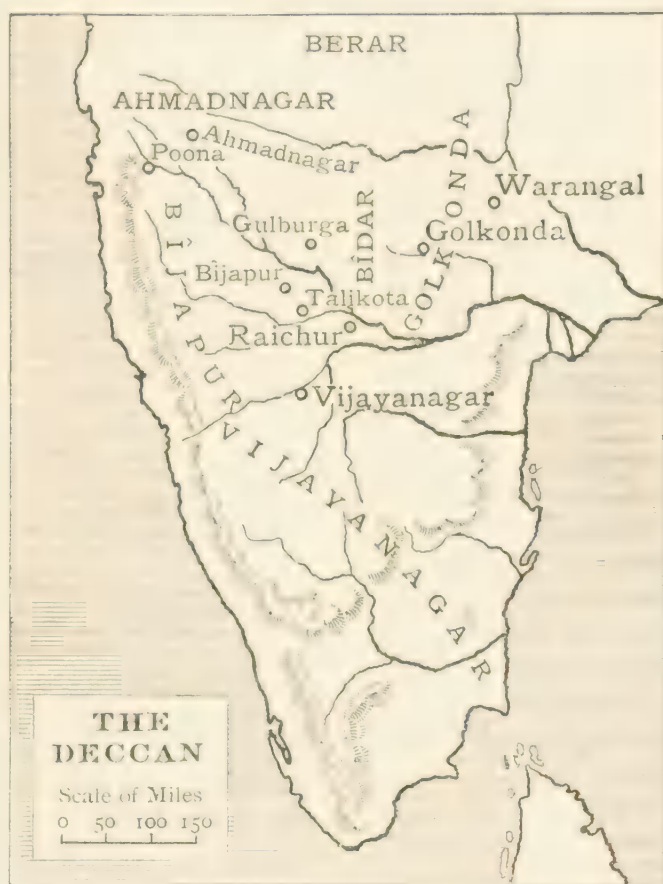 BERAR
AHMADNAGAR
Ahmadnagar
Poona
GOLKONDA
Warangal
BÎJAPUR
Gulburga
BÎDAR
Golkonda
Bijapur
Talikota
Raichur
Vijayanagar
VIJAYANAGAR
THE
DECCAN
Scale of Miles
0 50 100 150